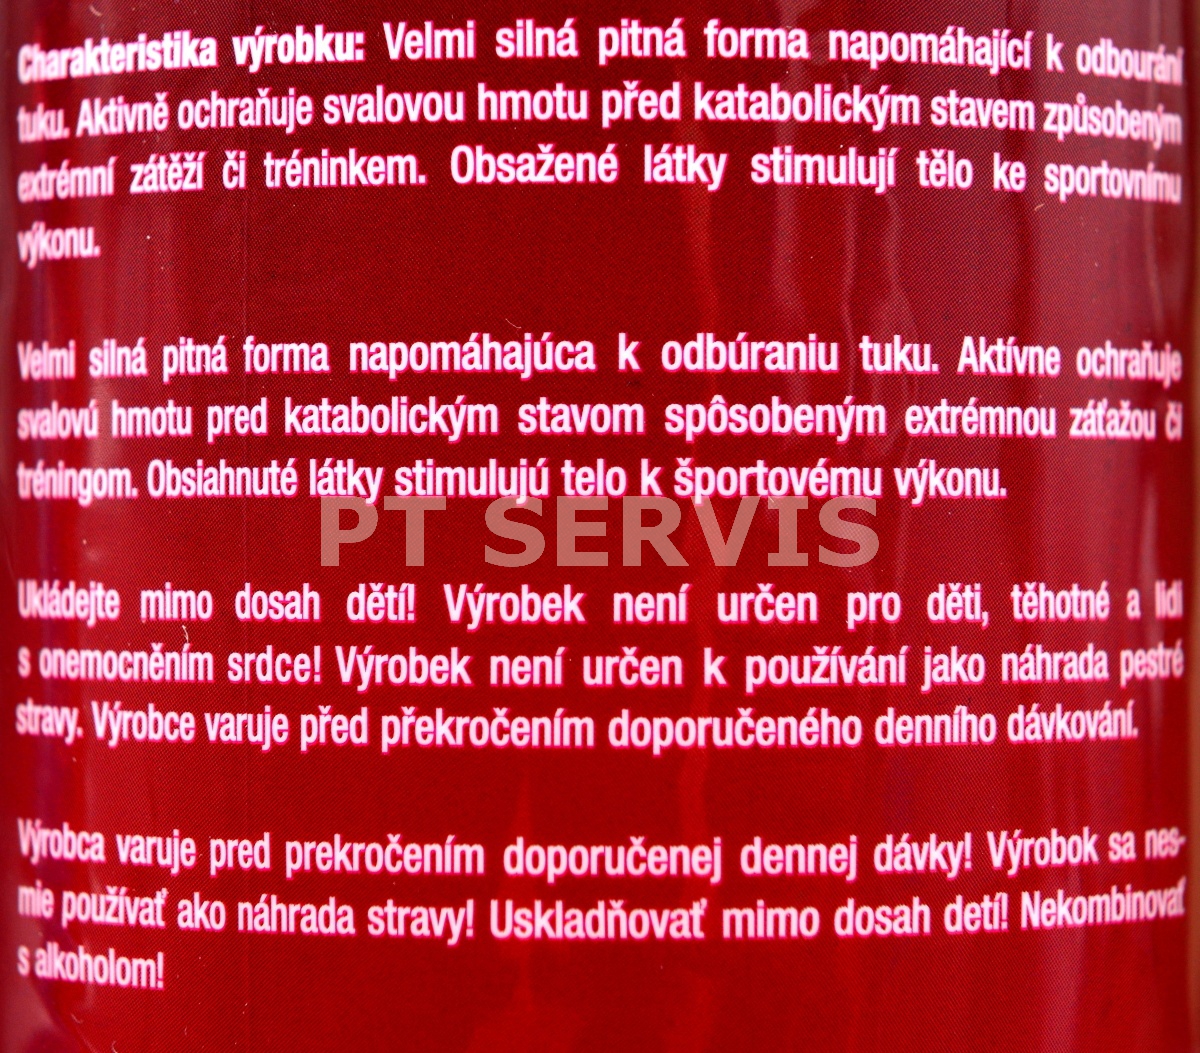 Charakteristika výrobku: Velmi silná pitná forma napomáhající k odbourání
tuku. Aktivně ochraňuje svalovou hmotu před katabolickým stavem způsobeným
extrémní zátěží či tréninkem. Obsažené látky stimulují tělo ke sportovnímu
výkonu.
Velmi silná pitná forma napomáhajúca k odbúraniu tuku. Aktívne ochraňuje
svalovú hmotu pred katabolickým stavom spôsobeným extrémnou záťažou či
tréningom. Obsiahnuté látky stimulujú telo k športovému výkonu.
PT SERVIS
Ukládejte mimo dosah dětí! Výrobek není určen pro děti, těhotné a lidi
s onemocněním srdce! Výrobek není určen k používání jako náhrada pestré
stravy. Výrobce varuje před překročením doporučeného denního dávkování.
Výrobca varuje pred prekročením doporučenej dennej dávky! Výrobok sa nes-
mie používať ako náhrada stravy! Uskladňovať mimo dosah detí! Nekombinovať
s alkoholom!